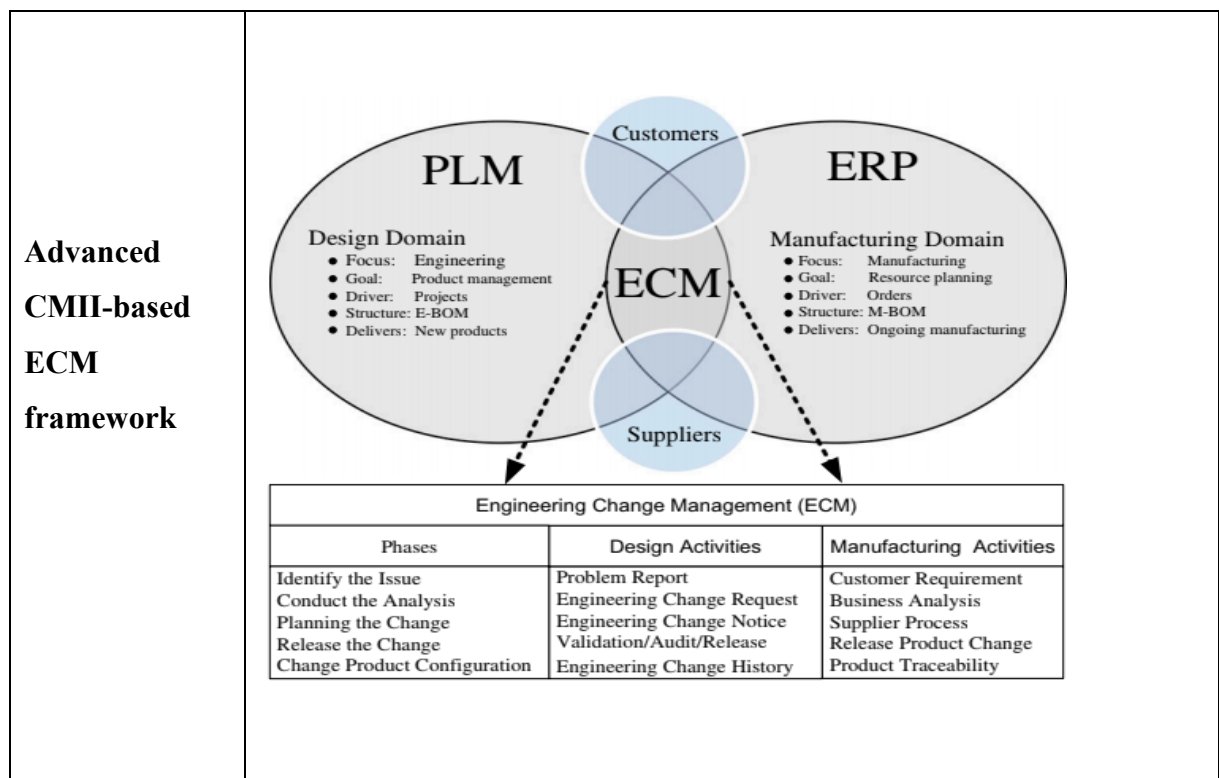 Advanced
CMII-based
ECM
framework
Customers
PLM
ERP
Design Domain
● Focus: Engineering
● Goal: Product management
● Driver: Projects
● Structure: E-BOM
● Delivers: New products
ECM
Manufacturing Domain
● Focus: Manufacturing
● Goal: Resource planning
● Driver: Orders
● Structure: M-BOM
● Delivers: Ongoing manufacturing
Suppliers
Engineering Change Management (ECM)
Phases Design Activities Manufacturing Activities
Identify the Issue Problem Report Customer Requirement
Conduct the Analysis Engineering Change Request Business Analysis
Planning the Change Engineering Change Notice Supplier Process
Release the Change Validation/Audit/Release Release Product Change
Change Product Configuration Engineering Change History Product Traceability